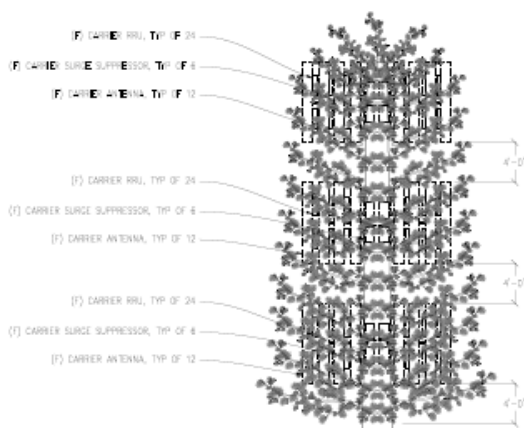 (F) CARRIER RRU, TYP OF 24
(F) CARRIER SURGE SUPPRESSOR, TYP OF 6
(F) CARRIER ANTENNA, TYP OF 12
4'-0"
(F) CARRIER RRU, TYP OF 24
(F) CARRIER SURGE SUPPRESSOR, TYP OF 6
(F) CARRIER ANTENNA, TYP OF 12
4'-0"
(F) CARRIER RRU, TYP OF 24
(F) CARRIER SURGE SUPPRESSOR, TYP OF 6
(F) CARRIER ANTENNA, TYP OF 12
4'-0"